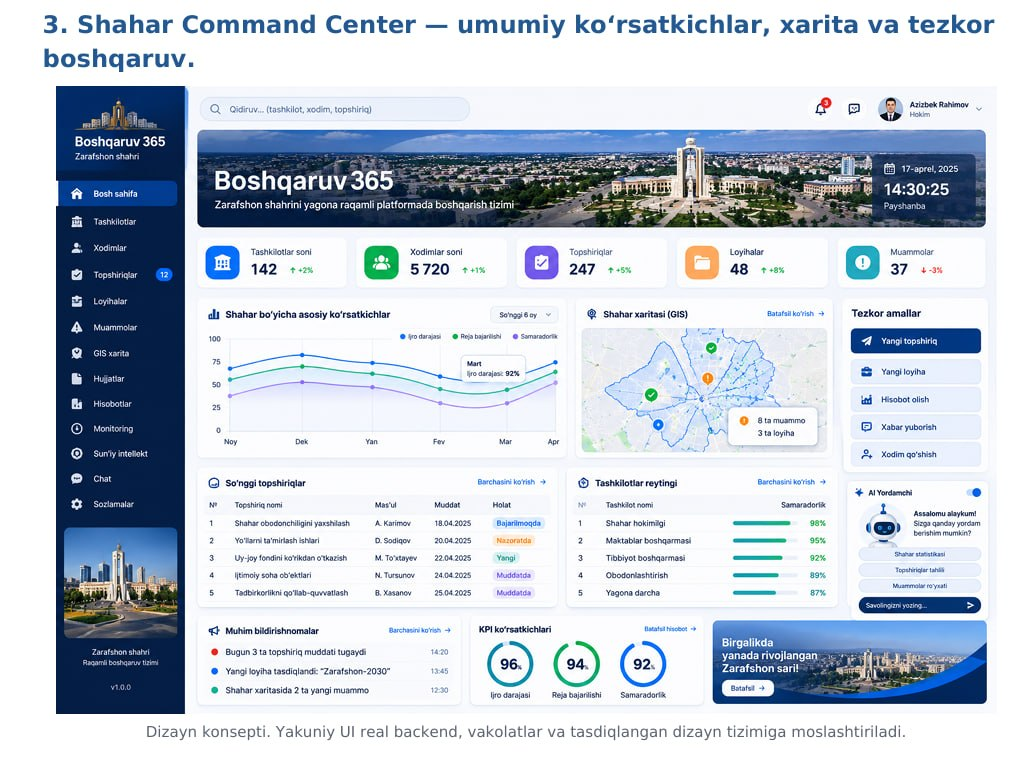 3. Shahar Command Center — umumiy ko‘rsatkichlar, xarita va tezkor
boshqaruv.
Boshqaruv 365
Zarafshon shahri
Bosh sahifa
Tashkilotlar
Xodimlar
Topshiriqlar 12
Loyihalar
Muammolar
GIS xarita
Hujjatlar
Hisobotlar
Monitoring
Sun'iy intellekt
Chat
Sozlamalar
Zarafshon shahri
Raqamli boshqaruv tizimi
v1.0.0
Qidiruv... (tashkilot, xodim, topshiriq)
3
Azizbek Rahimov
Hokim
Boshqaruv 365
Zarafshon shahrini yagona raqamli platformada boshqarish tizimi
17-aprel, 2025
14:30:25
Payshanba
Tashkilotlar soni
142 ↑ +2%
Xodimlar soni
5 720 ↑ +1%
Topshiriqlar
247 ↑ +5%
Loyihalar
48 ↑ +8%
Muammolar
37 ↓ -3%
Shahar bo‘yicha asosiy ko‘rsatkichlar
So‘nggi 6 oy
Ijro darajasi Reja bajarilishi Samaradorlik
100
75
50
25
0
Mart
Ijro darajasi: 92%
Noy Dek Yan Fev Mar Apr
Shahar xaritasi (GIS)
Batafsil ko‘rish →
8 ta muammo
3 ta loyiha
Tezkor amallar
Yangi topshiriq
Yangi loyiha
Hisobot olish
Xabar yuborish
Xodim qo‘shish
So‘nggi topshiriqlar
Barchasini ko‘rish →
№ Topshiriq nomi Mas'ul Muddat Holat
1 Shahar obodonchiligini yaxshilash A. Karimov 18.04.2025 Bajarilmoqda
2 Yo‘llarni ta'mirlash ishlari D. Sodiqov 20.04.2025 Nazoratda
3 Uy-joy fondini ko‘rikdan o‘tkazish M. To‘xtayev 22.04.2025 Yangi
4 Ijtimoiy soha ob'ektlari N. Tursunov 24.04.2025 Muddatda
5 Tadbirkorlikni qo‘llab-quvvatlash B. Xasanov 25.04.2025 Muddatda
Tashkilotlar reytingi
Barchasini ko‘rish →
№ Tashkilot nomi Samaradorlik
1 Shahar hokimligi 98%
2 Maktablar boshqarmasi 95%
3 Tibbiyot boshqarmasi 92%
4 Obodonlashtirish 89%
5 Yagona darcha 87%
AI Yordamchi
Assalomu alaykum!
Sizga qanday yordam
berishim mumkin?
Shahar statistikasi
Topshiriqlar tahlili
Muammolar ro‘yxati
Savolingizni yozing...
Muhim bildirishnomalar
Barchasini ko‘rish →
Bugun 3 ta topshiriq muddati tugaydi 14:20
Yangi loyiha tasdiqlandi: “Zarafshon-2030” 13:45
Shahar xaritasida 2 ta yangi muammo 12:30
KPI ko‘rsatkichlari
Batafsil hisobot →
96% 94% 92%
Ijro darajasi Reja bajarilishi Samaradorlik
Birgalikda
yanada rivojlangan
Zarafshon sari!
Batafsil →
Dizayn konsepti. Yakuniy UI real backend, vakolatlar va tasdiqlangan dizayn tizimiga moslashtiriladi.